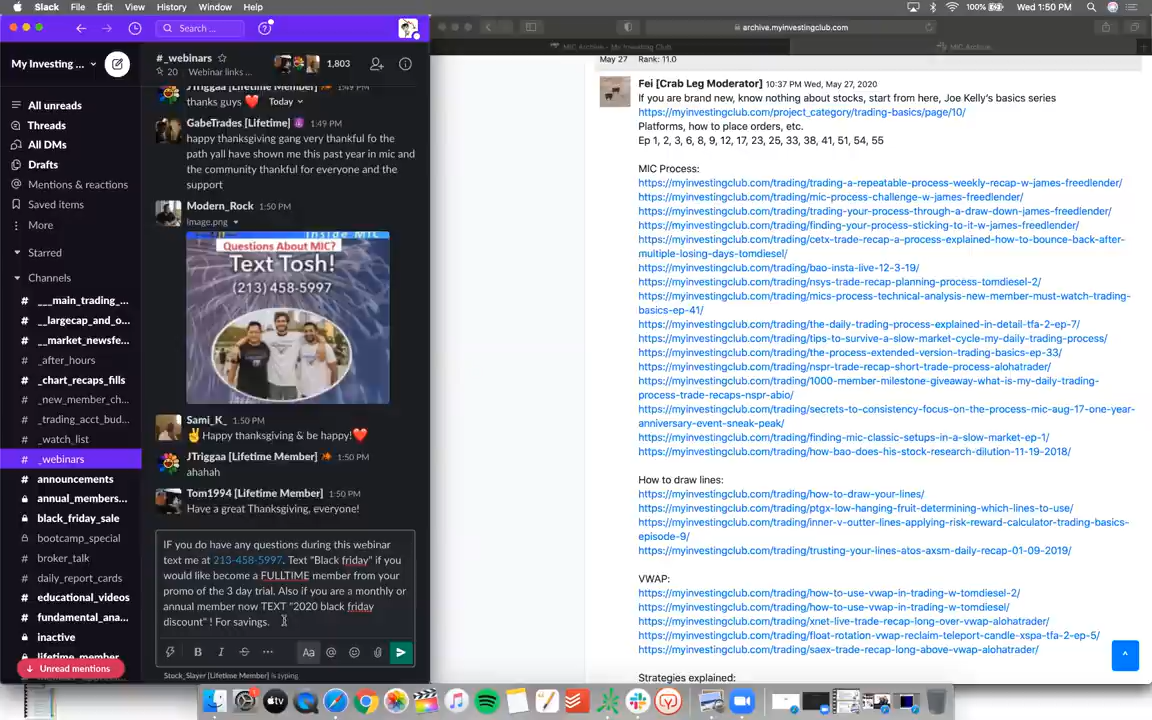 Slack File Edit View History Window Help
100% Wed 1:50 PM
Search ...
archive.myinvestingclub.com
MIC Archive - My Investing Club
MIC Archive
My Investing ...
All unreads
Threads
All DMs
Drafts
Mentions & reactions
Saved items
More
Starred
Channels
# ___main_trading_...
# __largecap_and_o...
# __market_newsfe...
# _after_hours
# _chart_recaps_fills
# _new_member_ch...
# _trading_acct_bud...
# _watch_list
# _webinars
announcements
annual_members...
black_friday_sale
bootcamp_special
# broker_talk
# daily_report_cards
# educational_videos
# fundamental_ana...
# inactive
lifetime_member
Unread mentions
#_webinars
20 Webinar links ...
1,803
JTriggaa [Lifetime Member] 1:49 PM
thanks guys
Today
GabeTrades [Lifetime] 1:49 PM
happy thanksgiving gang very thankful fo the
path yall have shown me this past year in mic and
the community thankful for everyone and the
support
Modern_Rock 1:50 PM
image.png
Inside MIC
Questions About MIC?
Text Tosh!
(213) 458-5997
Sami_K_ 1:50 PM
✌️Happy thanksgiving & be happy!❤️
JTriggaa [Lifetime Member] 1:50 PM
ahahah
Tom1994 [Lifetime Member] 1:50 PM
Have a great Thanksgiving, everyone!
IF you do have any questions during this webinar
text me at 213-458-5997. Text "Black friday" if you
would like become a FULLTIME member from your
promo of the 3 day trial. Also if you are a monthly or
annual member now TEXT "2020 black friday
discount" ! For savings.
B I S ... Aa @
Stock_Slayer [Lifetime Member] is typing
May 27 Rank: 11.0
Fei [Crab Leg Moderator] 10:37 PM Wed, May 27, 2020
If you are brand new, know nothing about stocks, start from here, Joe Kelly's basics series
https://myinvestingclub.com/project_category/trading-basics/page/10/
Platforms, how to place orders, etc.
Ep 1, 2, 3, 6, 8, 9, 12, 17, 23, 25, 33, 38, 41, 51, 54, 55
MIC Process:
https://myinvestingclub.com/trading/trading-a-repeatable-process-weekly-recap-w-james-freedlender/
https://myinvestingclub.com/trading/mic-process-challenge-w-james-freedlender/
https://myinvestingclub.com/trading/trading-your-process-through-a-draw-down-james-freedlender/
https://myinvestingclub.com/trading/finding-your-process-sticking-to-it-w-james-freedlender/
https://myinvestingclub.com/trading/cetx-trade-recap-a-process-explained-how-to-bounce-back-after-
multiple-losing-days-tomdiesel/
https://myinvestingclub.com/trading/bao-insta-live-12-3-19/
https://myinvestingclub.com/trading/nsys-trade-recap-planning-process-tomdiesel-2/
https://myinvestingclub.com/trading/mics-process-technical-analysis-new-member-must-watch-trading-
basics-ep-41/
https://myinvestingclub.com/trading/the-daily-trading-process-explained-in-detail-tfa-2-ep-7/
https://myinvestingclub.com/trading/tips-to-survive-a-slow-market-cycle-my-daily-trading-process/
https://myinvestingclub.com/trading/the-process-extended-version-trading-basics-ep-33/
https://myinvestingclub.com/trading/nspr-trade-recap-short-trade-process-alohatrader/
https://myinvestingclub.com/trading/1000-member-milestone-giveaway-what-is-my-daily-trading-
process-trade-recaps-nspr-abio/
https://myinvestingclub.com/trading/secrets-to-consistency-focus-on-the-process-mic-aug-17-one-year-
anniversary-event-sneak-peak/
https://myinvestingclub.com/trading/finding-mic-classic-setups-in-a-slow-market-ep-1/
https://myinvestingclub.com/trading/how-bao-does-his-stock-research-dilution-11-19-2018/
How to draw lines:
https://myinvestingclub.com/trading/how-to-draw-your-lines/
https://myinvestingclub.com/trading/ptgx-low-hanging-fruit-determining-which-lines-to-use/
https://myinvestingclub.com/trading/inner-v-outter-lines-applying-risk-reward-calculator-trading-basics-
episode-9/
https://myinvestingclub.com/trading/trusting-your-lines-atos-axsm-daily-recap-01-09-2019/
VWAP:
https://myinvestingclub.com/trading/how-to-use-vwap-in-trading-w-tomdiesel-2/
https://myinvestingclub.com/trading/how-to-use-vwap-in-trading-w-tomdiesel/
https://myinvestingclub.com/trading/xnet-live-trade-recap-long-over-vwap-alohatrader/
https://myinvestingclub.com/trading/float-rotation-vwap-reclaim-teleport-candle-xspa-tfa-2-ep-5/
https://myinvestingclub.com/trading/saex-trade-recap-long-above-vwap-alohatrader/
Strategies explained: